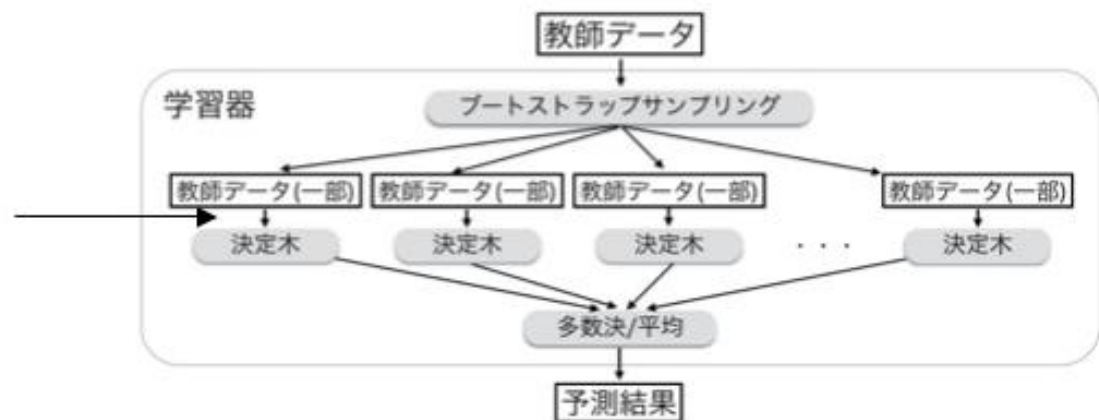 教師データ
学習器
ブートストラップサンプリング
教師データ(一部) 教師データ(一部) 教師データ(一部) 教師データ(一部)
決定木 決定木 決定木 ・・・ 決定木
多数決/平均
予測結果